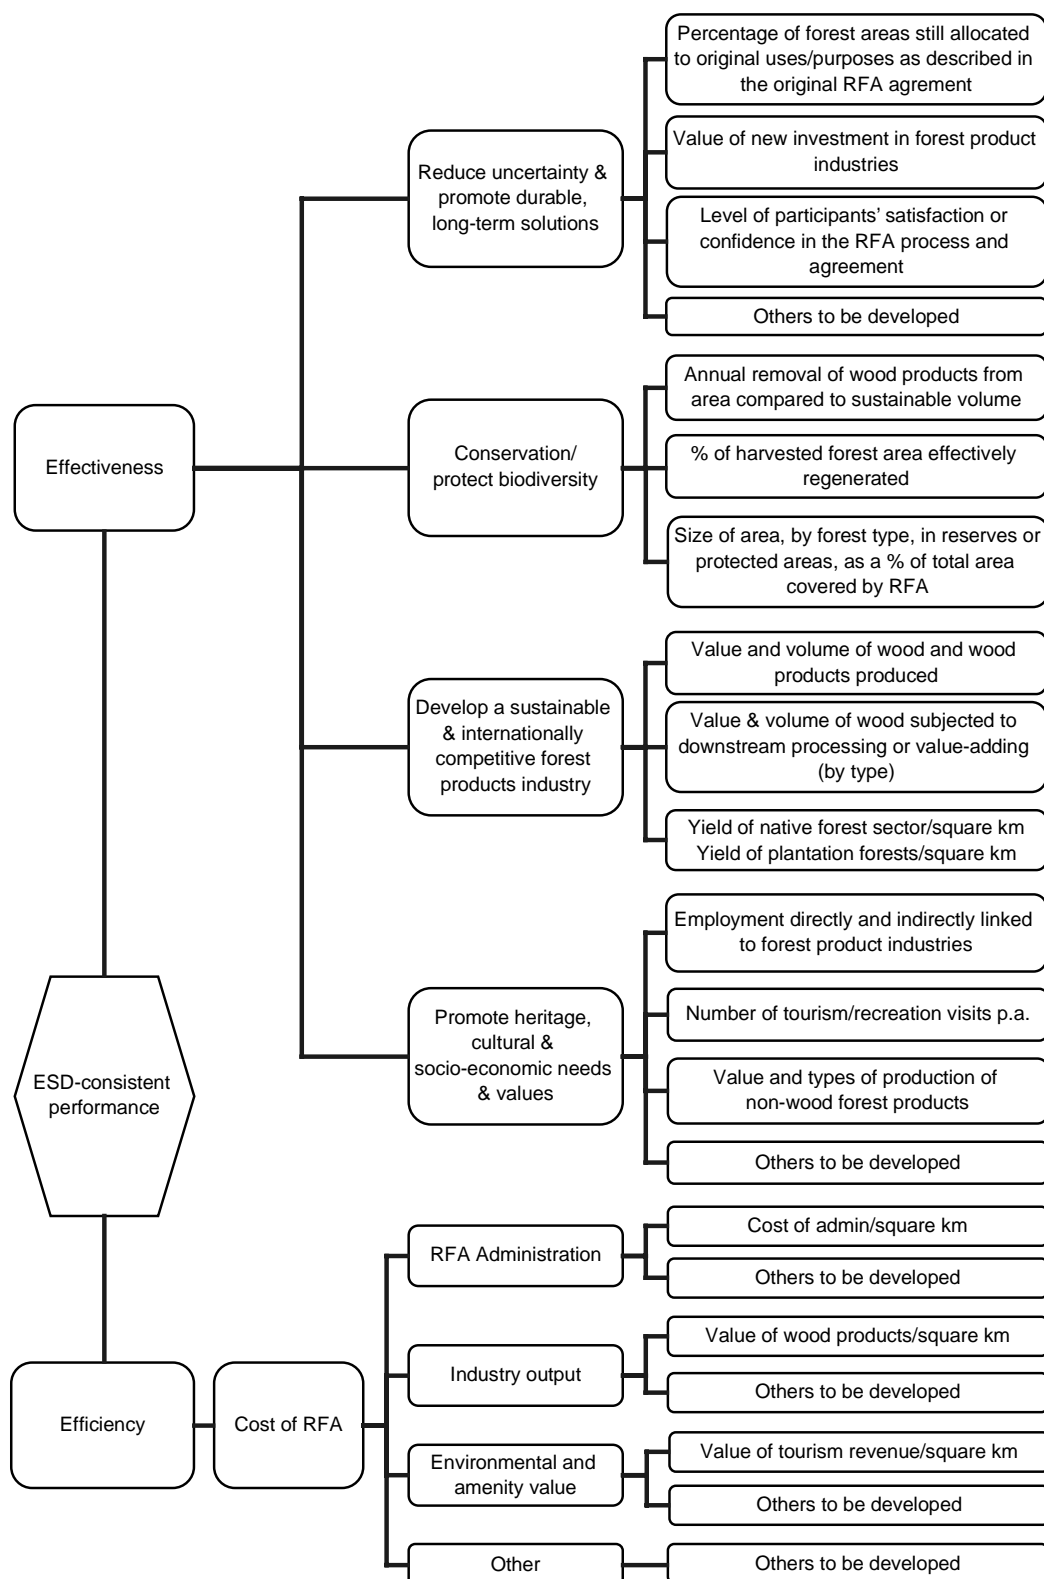 Percentage of forest areas still allocated
to original uses/purposes as described in
the original RFA agrement
Value of new investment in forest product
industries
Reduce uncertainty &
promote durable,
long-term solutions
Level of participants' satisfaction or
confidence in the RFA process and
agreement
Others to be developed
Annual removal of wood products from
area compared to sustainable volume
Effectiveness
Conservation/
protect biodiversity
% of harvested forest area effectively
regenerated
Size of area, by forest type, in reserves or
protected areas, as a % of total area
covered by RFA
Value and volume of wood and wood
products produced
Develop a sustainable
& internationally
competitive forest
products industry
Value & volume of wood subjected to
downstream processing or value-adding
(by type)
Yield of native forest sector/square km
Yield of plantation forests/square km
Employment directly and indirectly linked
to forest product industries
Number of tourism/recreation visits p.a.
Promote heritage,
cultural &
socio-economic needs
& values
ESD-consistent
performance
Value and types of production of
non-wood forest products
Others to be developed
Cost of admin/square km
RFA Administration
Others to be developed
Value of wood products/square km
Industry output
Others to be developed
Efficiency
Cost of RFA
Value of tourism revenue/square km
Environmental and
amenity value
Others to be developed
Other
Others to be developed